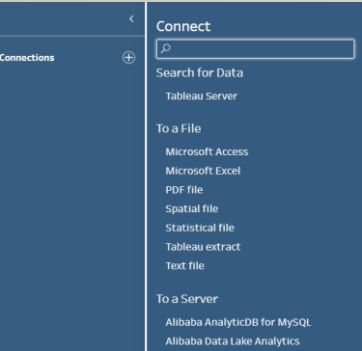 Connections
Connect
Search for Data
Tableau Server
To a File
Microsoft Access
Microsoft Excel
PDF file
Spatial file
Statistical file
Tableau extract
Text file
To a Server
Alibaba AnalyticDB for MySQL
Alibaba Data Lake Analytics